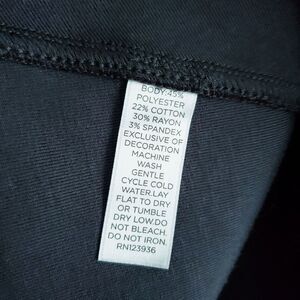 BODY:45%
POLYESTER
22% COTTON
30% RAYON
3% SPANDEX
EXCLUSIVE OF
DECORATION
MACHINE
WASH
GENTLE
CYCLE COLD
WATER.LAY
FLAT TO DRY
OR TUMBLE
DRY LOW.DO
NOT BLEACH.
DO NOT IRON.
RN123936